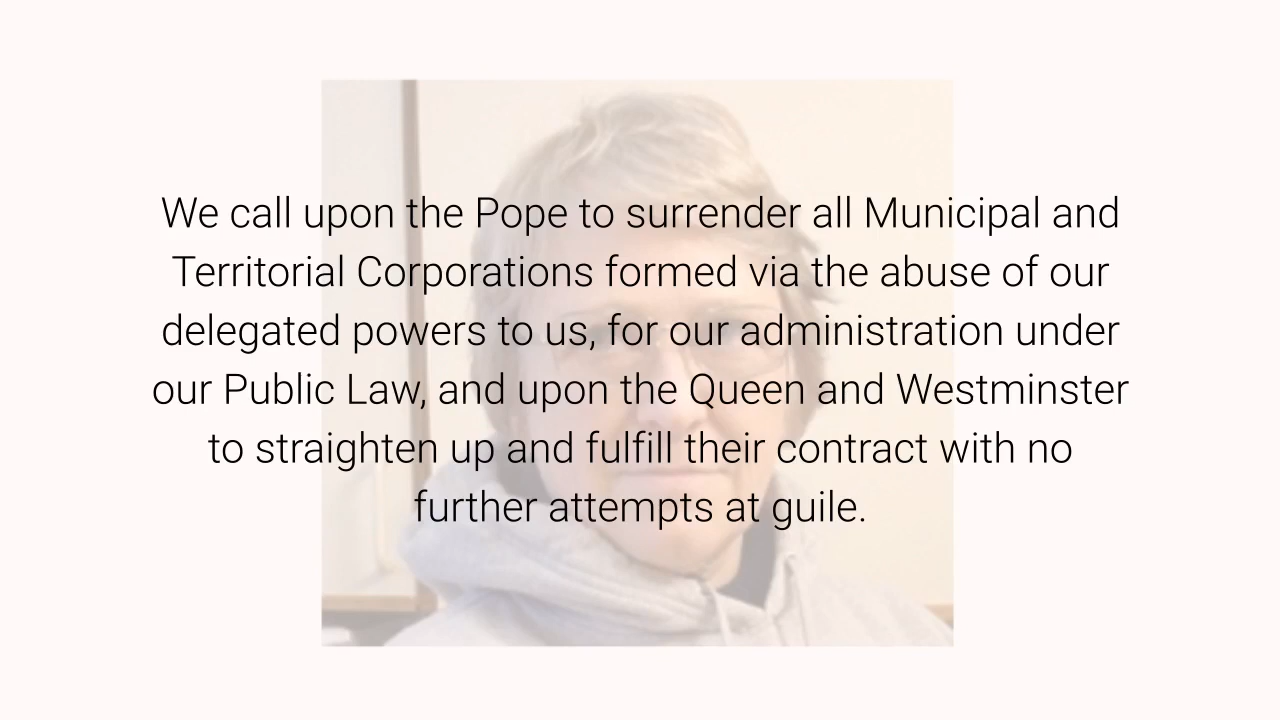 We call upon the Pope to surrender all Municipal and
Territorial Corporations formed via the abuse of our
delegated powers to us, for our administration under
our Public Law, and upon the Queen and Westminster
to straighten up and fulfill their contract with no
further attempts at guile.